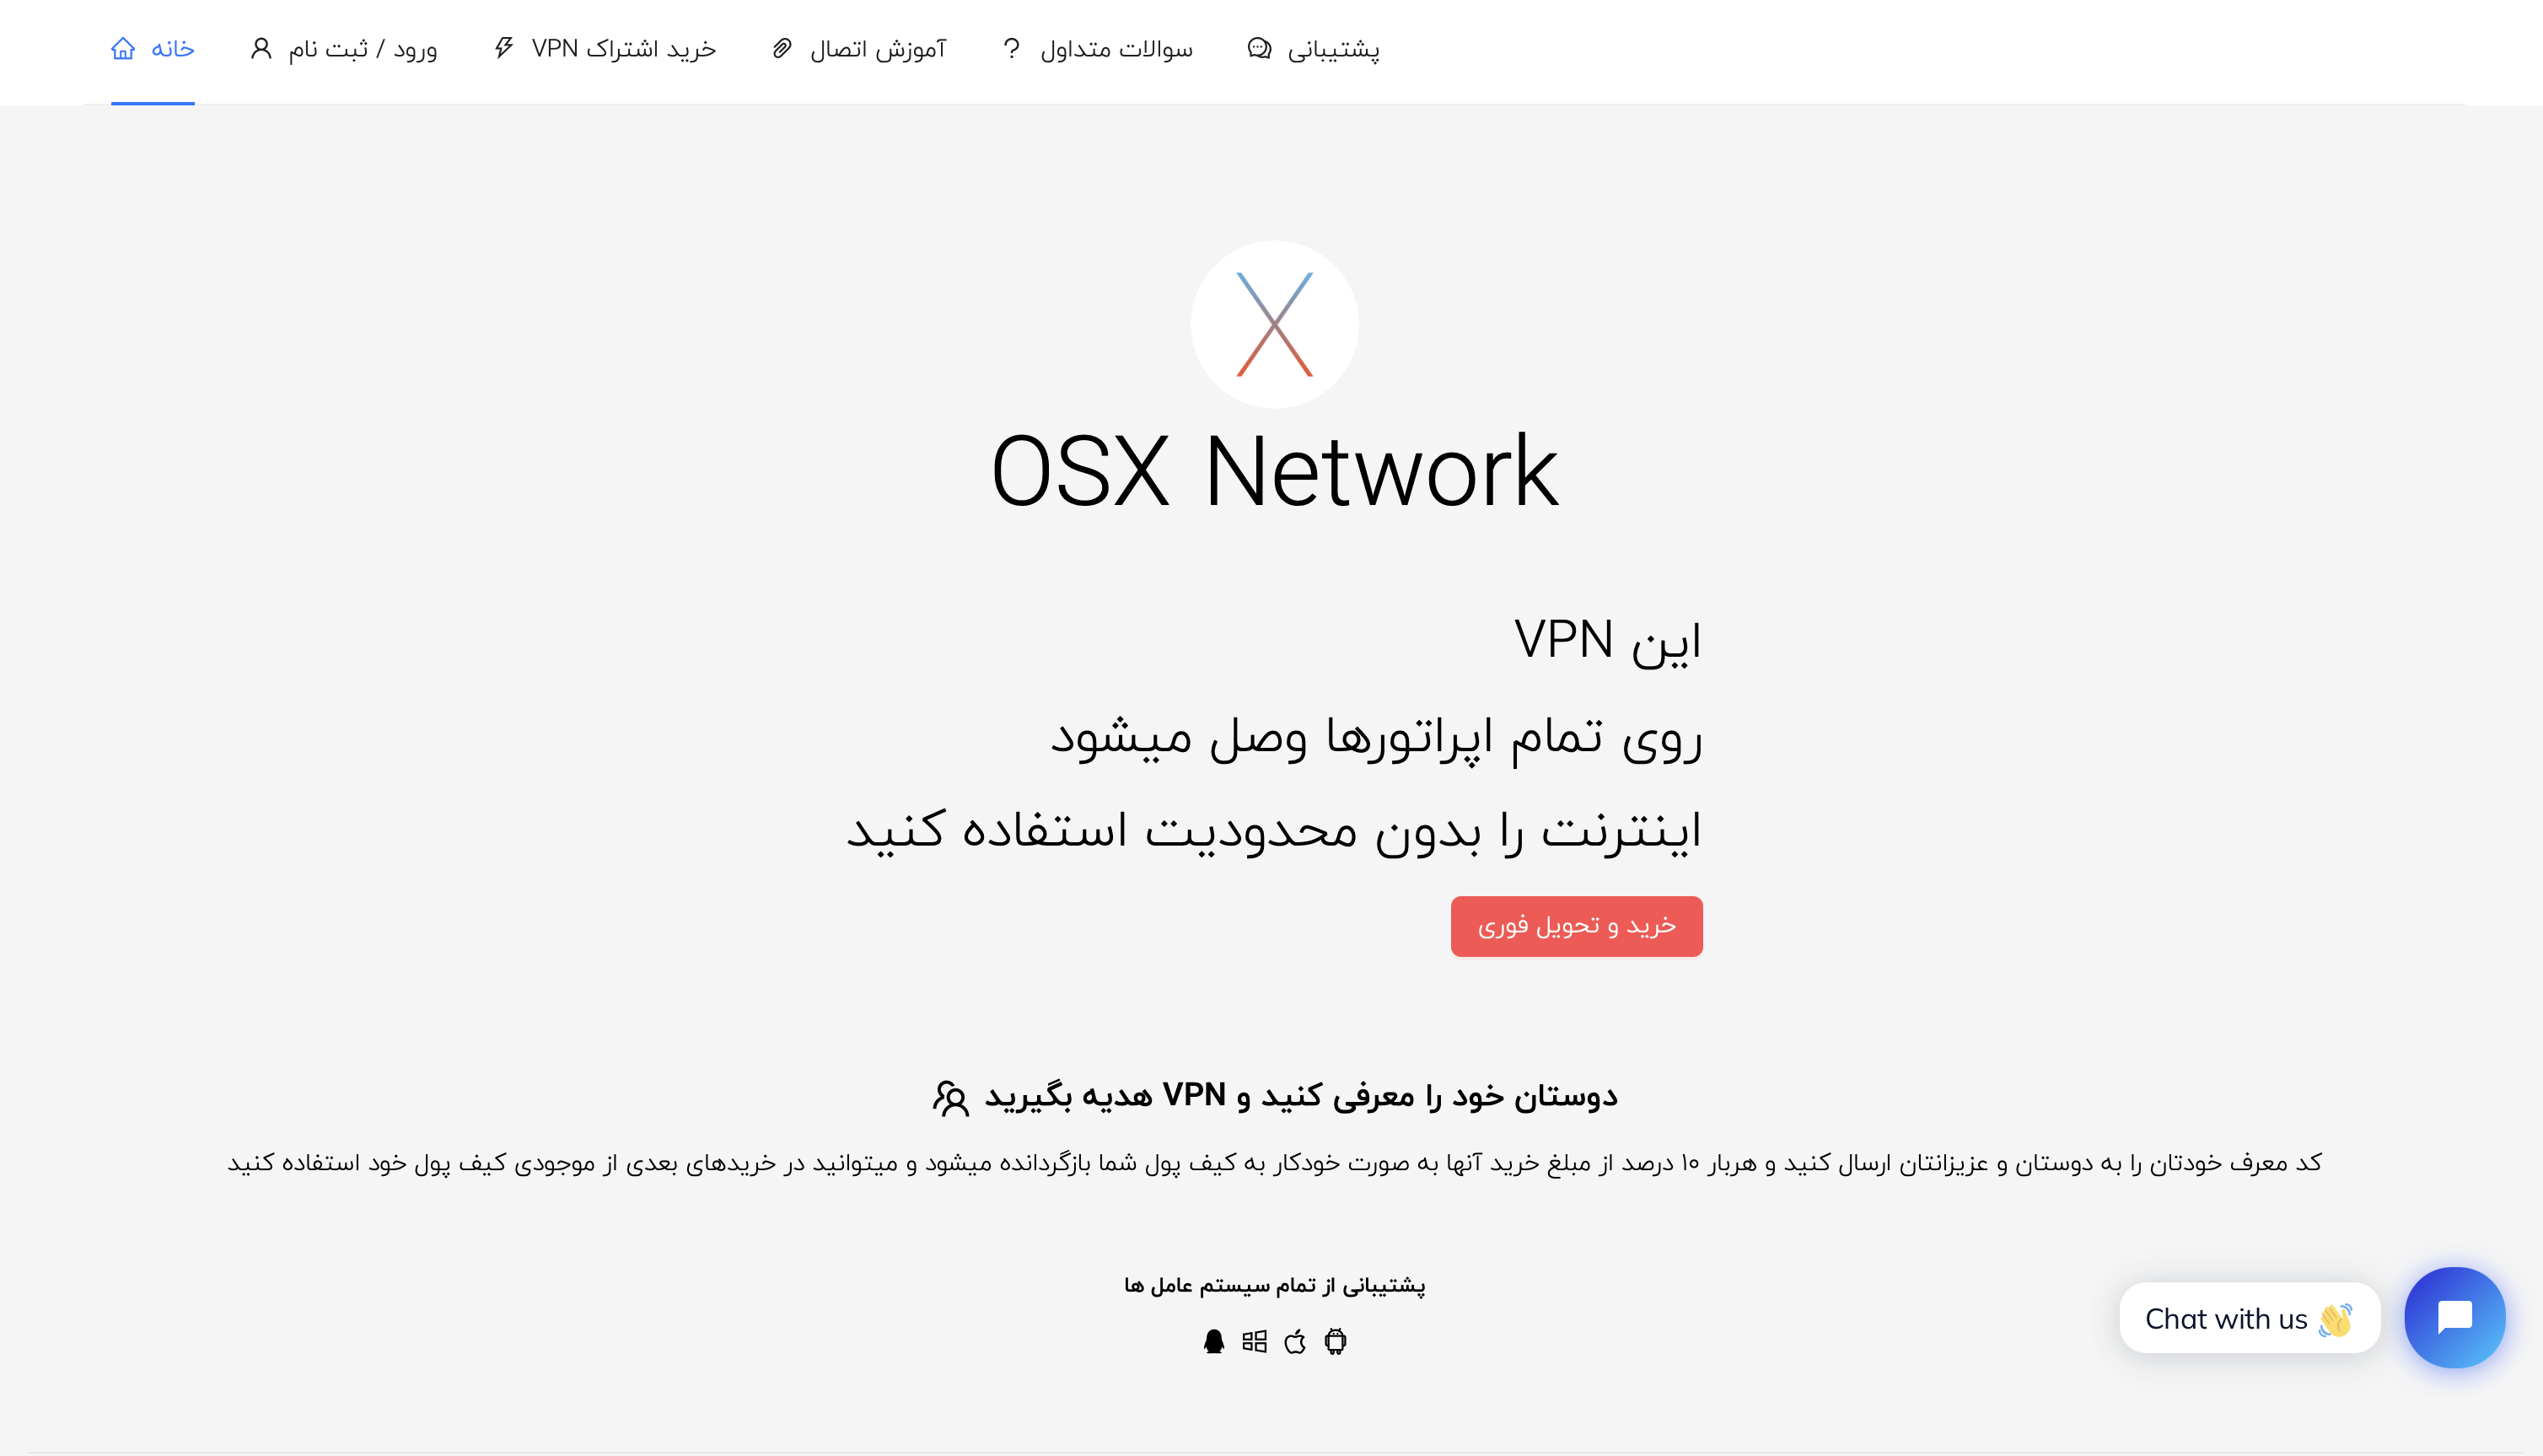 خانه
ورود / ثبت نام
خرید اشتراک VPN
آموزش اتصال
سوالات متداول
پشتیبانی
OSX Network
این VPN
روی تمام اپراتورها وصل میشود
اینترنت را بدون محدودیت استفاده کنید
خرید و تحویل فوری
دوستان خود را معرفی کنید و VPN هدیه بگیرید
کد معرف خودتان را به دوستان و عزیزانتان ارسال کنید و هربار ۱۰ درصد از مبلغ خرید آنها به صورت خودکار به کیف پول شما بازگردانده میشود و میتوانید در خریدهای بعدی از موجودی کیف پول خود استفاده کنید
پشتیبانی از تمام سیستم عامل ها
Chat with us 👋